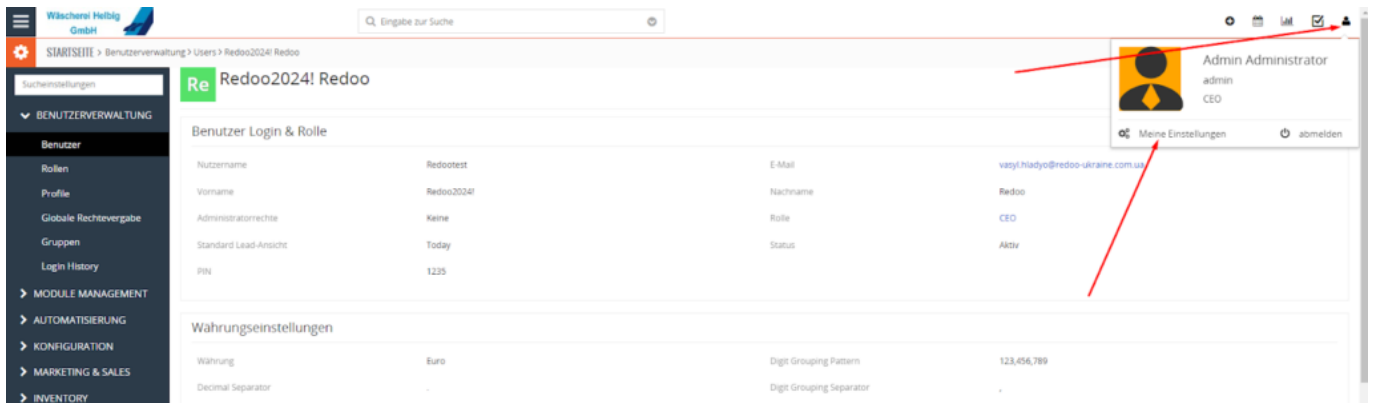 Wäscherei Helbig
GmbH
Eingabe zur Suche
STARTSEITE > Benutzerverwaltung > Users > Redoo2024! Redoo
Admin Administrator
admin
CEO
Meine Einstellungen
abmelden
Sucheinstellungen
BENUTZERVERWALTUNG
Benutzer
Rollen
Profile
Globale Rechtevergabe
Gruppen
Login History
MODULE MANAGEMENT
AUTOMATISIERUNG
KONFIGURATION
MARKETING & SALES
INVENTORY
Re Redoo2024! Redoo
Benutzer Login & Rolle
Nutzername Redootest E-Mail vasyl.hladyo@redoo-ukraine.com.ua
Vorname Redoo2024! Nachname Redoo
Administratorrechte Keine Rolle CEO
Standard Lead-Ansicht Today Status Aktiv
PIN 1235
Währungseinstellungen
Währung Euro Digit Grouping Pattern 123,456,789
Decimal Separator . Digit Grouping Separator ,